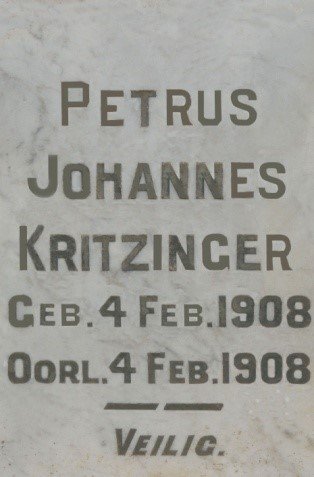 PETRUS
JOHANNES
KRITZINGER
GEB. 4 FEB. 1908
OORL. 4 FEB. 1908
VEILIG.